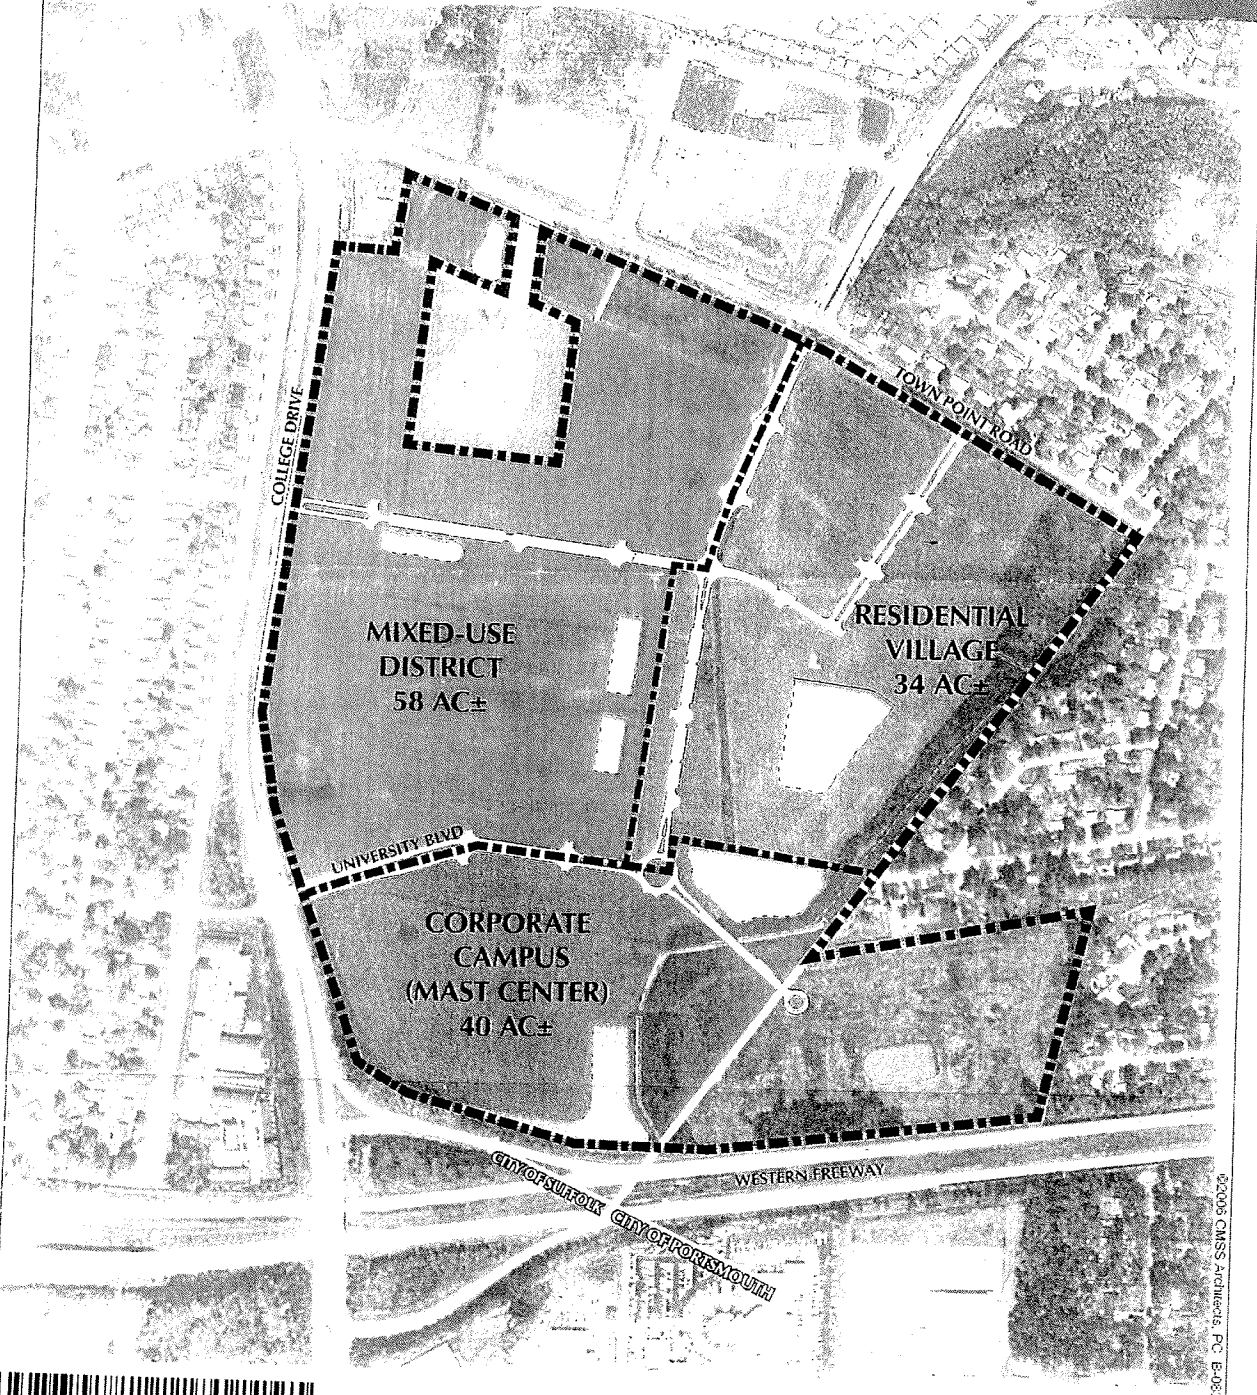 COLLEGE DRIVE
TOWN POINT ROAD
MIXED-USE
DISTRICT
58 AC±
RESIDENTIAL
VILLAGE
34 AC±
UNIVERSITY BLVD
CORPORATE
CAMPUS
(MAST CENTER)
40 AC±
CITY OF SUFFOLK
CITY OF PORTSMOUTH
WESTERN FREEWAY
©2006 CMSS Architects, PC